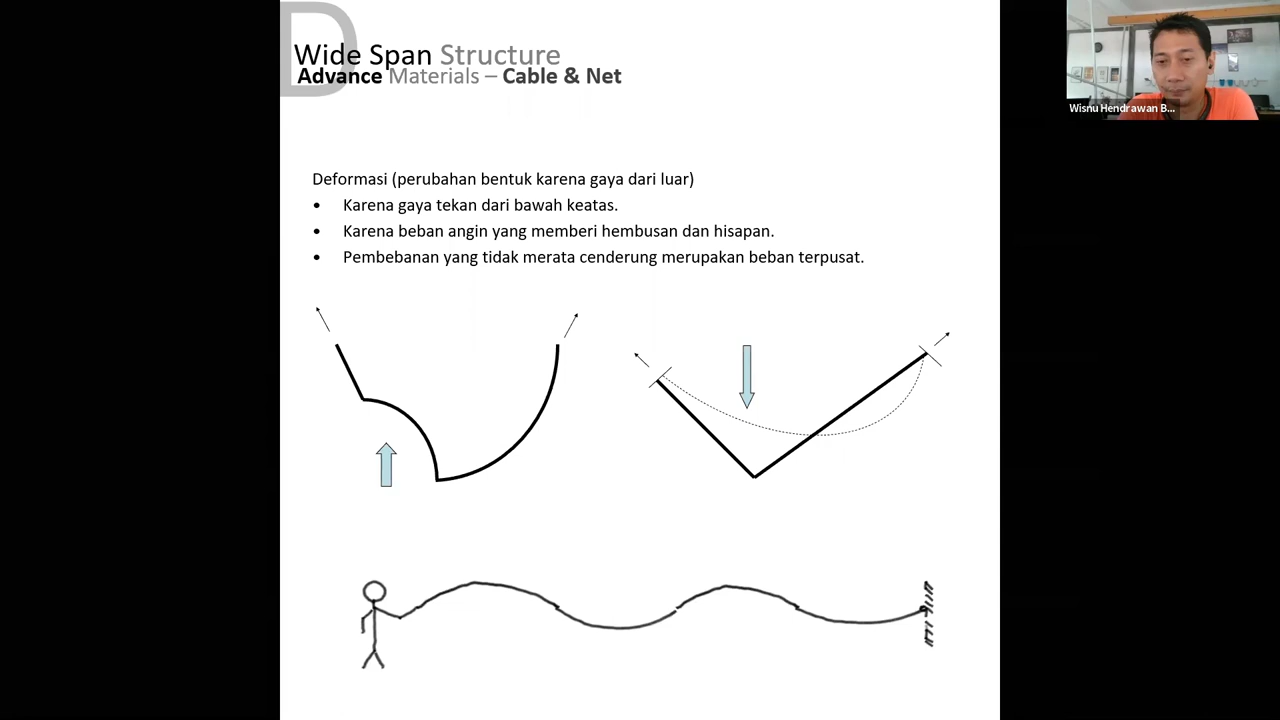 D
Wide Span Structure
Advance Materials – Cable & Net
Wisnu Hendrawan B...
Deformasi (perubahan bentuk karena gaya dari luar)
• Karena gaya tekan dari bawah keatas.
• Karena beban angin yang memberi hembusan dan hisapan.
• Pembebanan yang tidak merata cenderung merupakan beban terpusat.